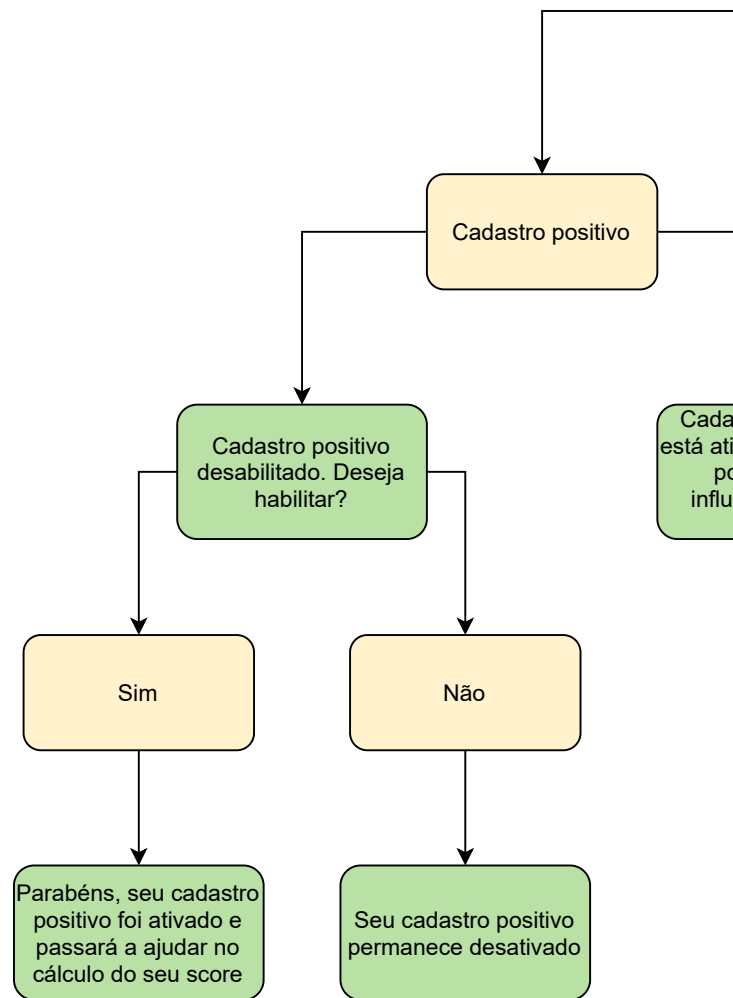 Cadastro positivo
Cadastro positivo
desabilitado. Deseja
habilitar?
está
Sim
Não
Parabéns, seu cadastro
positivo foi ativado e
passará a ajudar no
cálculo do seu score
Seu cadastro positivo
permanece desativado